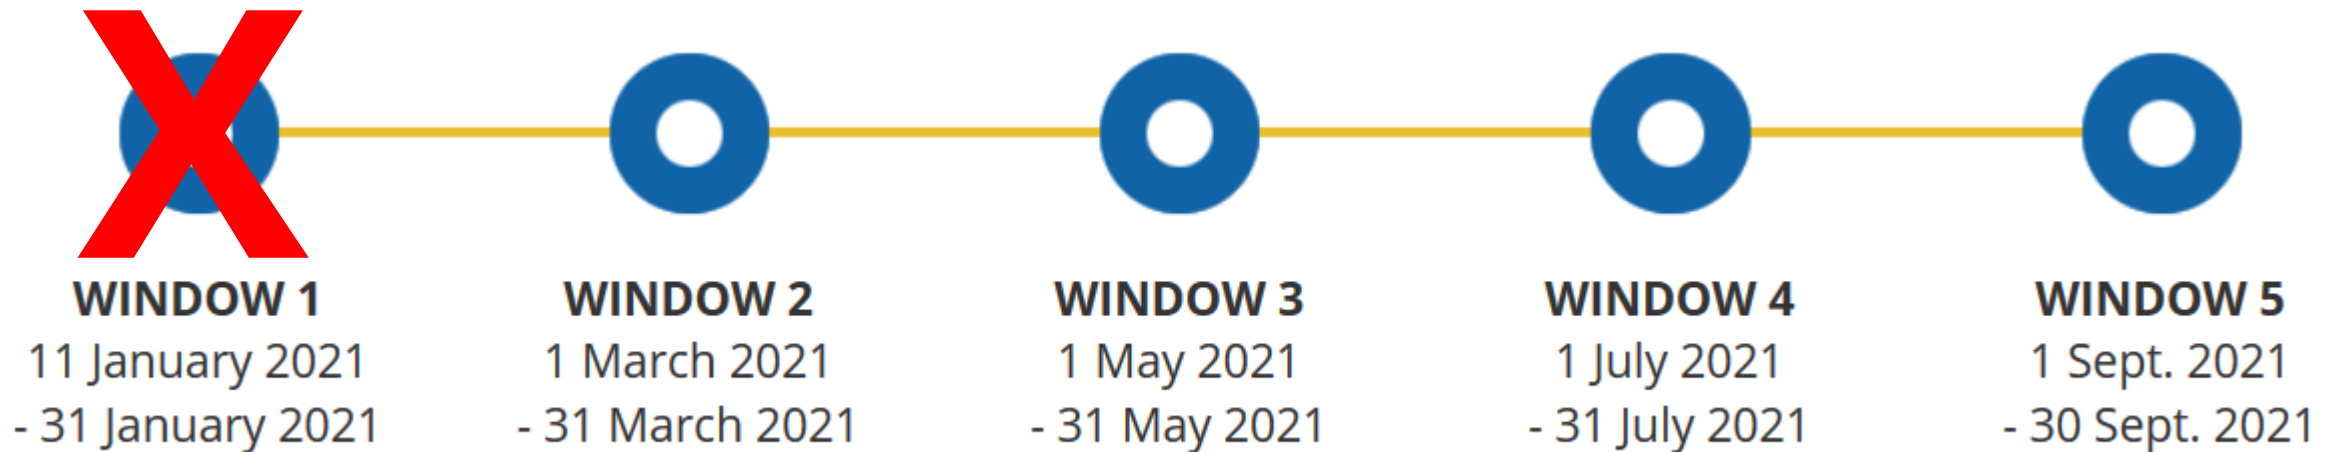 X
WINDOW 1
11 January 2021
- 31 January 2021
WINDOW 2
1 March 2021
- 31 March 2021
WINDOW 3
1 May 2021
- 31 May 2021
WINDOW 4
1 July 2021
- 31 July 2021
WINDOW 5
1 Sept. 2021
- 30 Sept. 2021